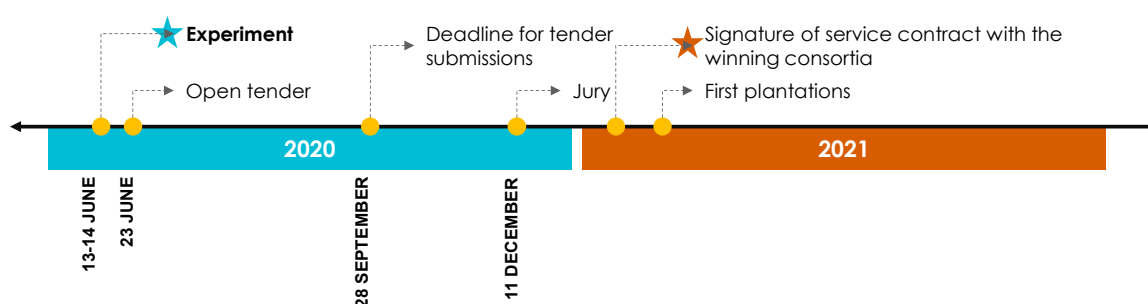 Experiment
Deadline for tender
submissions
Signature of service contract with the
winning consortia
Open tender
Jury
First plantations
2020
2021
13-14 JUNE
23 JUNE
28 SEPTEMBER
11 DECEMBER